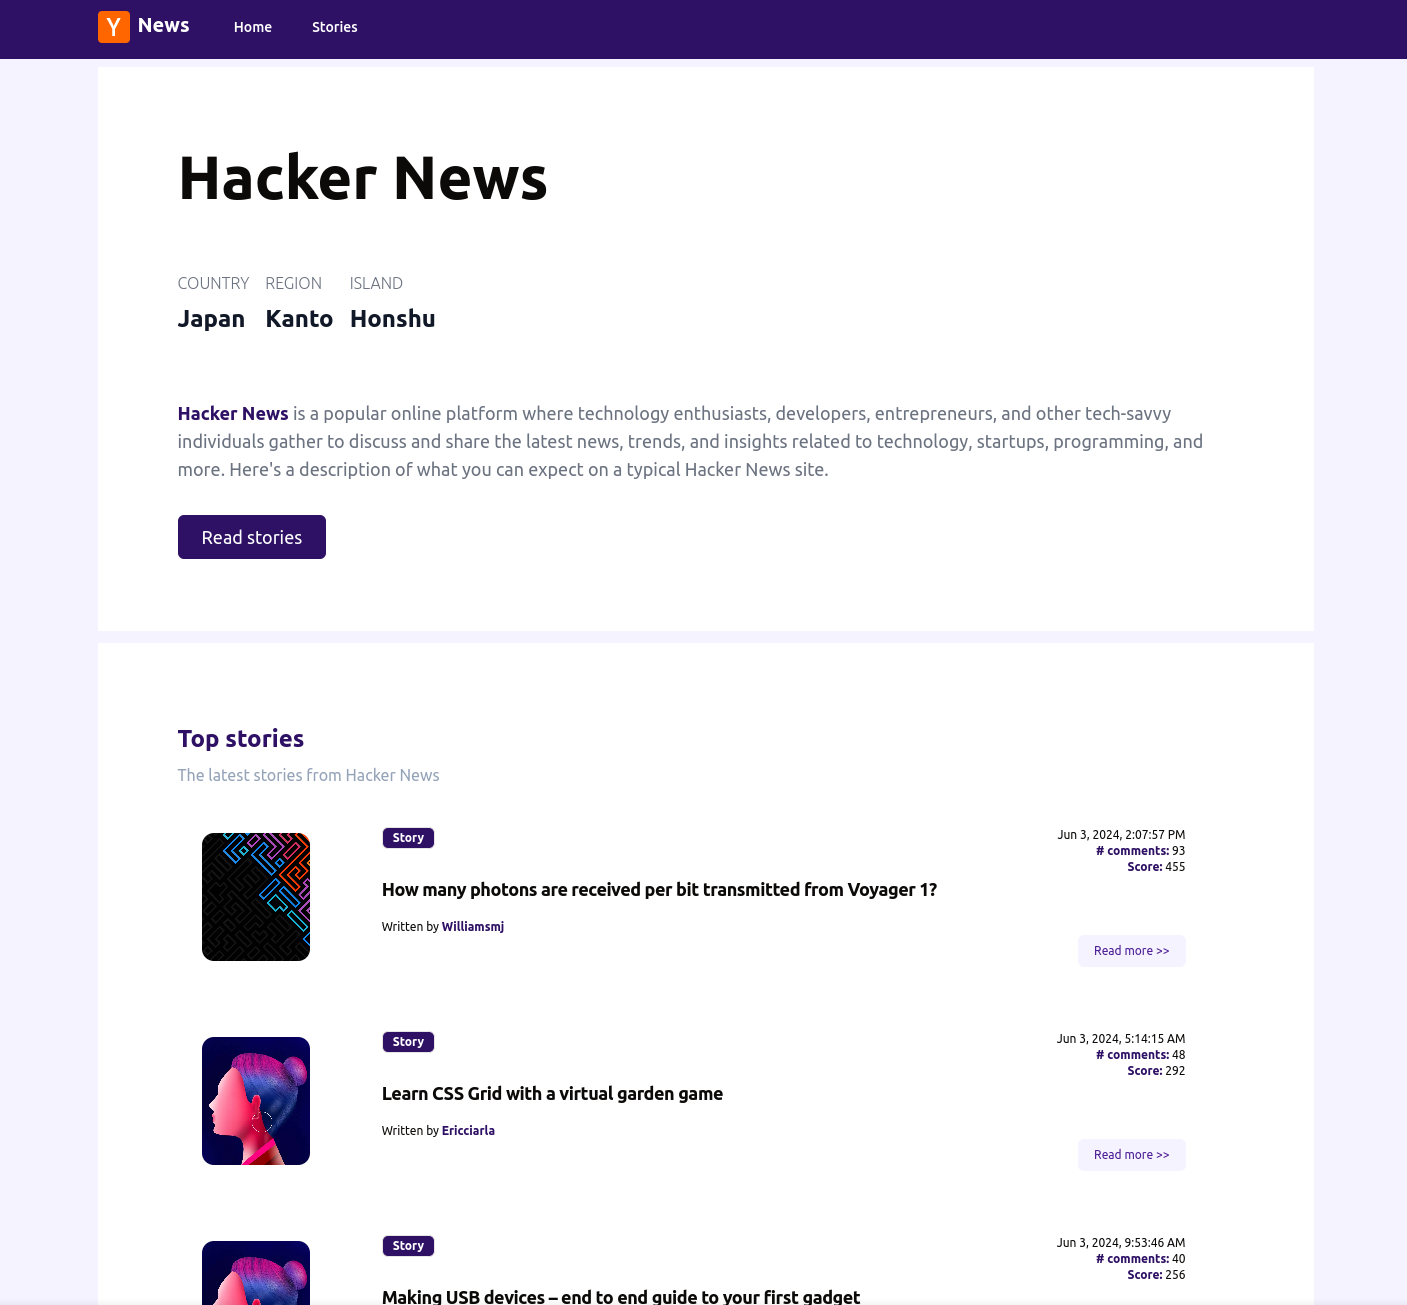 Y News Home Stories
Hacker News
COUNTRY REGION ISLAND
Japan Kanto Honshu
Hacker News is a popular online platform where technology enthusiasts, developers, entrepreneurs, and other tech-savvy
individuals gather to discuss and share the latest news, trends, and insights related to technology, startups, programming, and
more. Here's a description of what you can expect on a typical Hacker News site.
Read stories
Top stories
The latest stories from Hacker News
Story
Jun 3, 2024, 2:07:57 PM
# comments: 93
Score: 455
How many photons are received per bit transmitted from Voyager 1?
Written by Williamsmj
Read more >>
Story
Jun 3, 2024, 5:14:15 AM
# comments: 48
Score: 292
Learn CSS Grid with a virtual garden game
Written by Ericciarla
Read more >>
Story
Jun 3, 2024, 9:53:46 AM
# comments: 40
Score: 256
Making USB devices – end to end guide to your first gadget